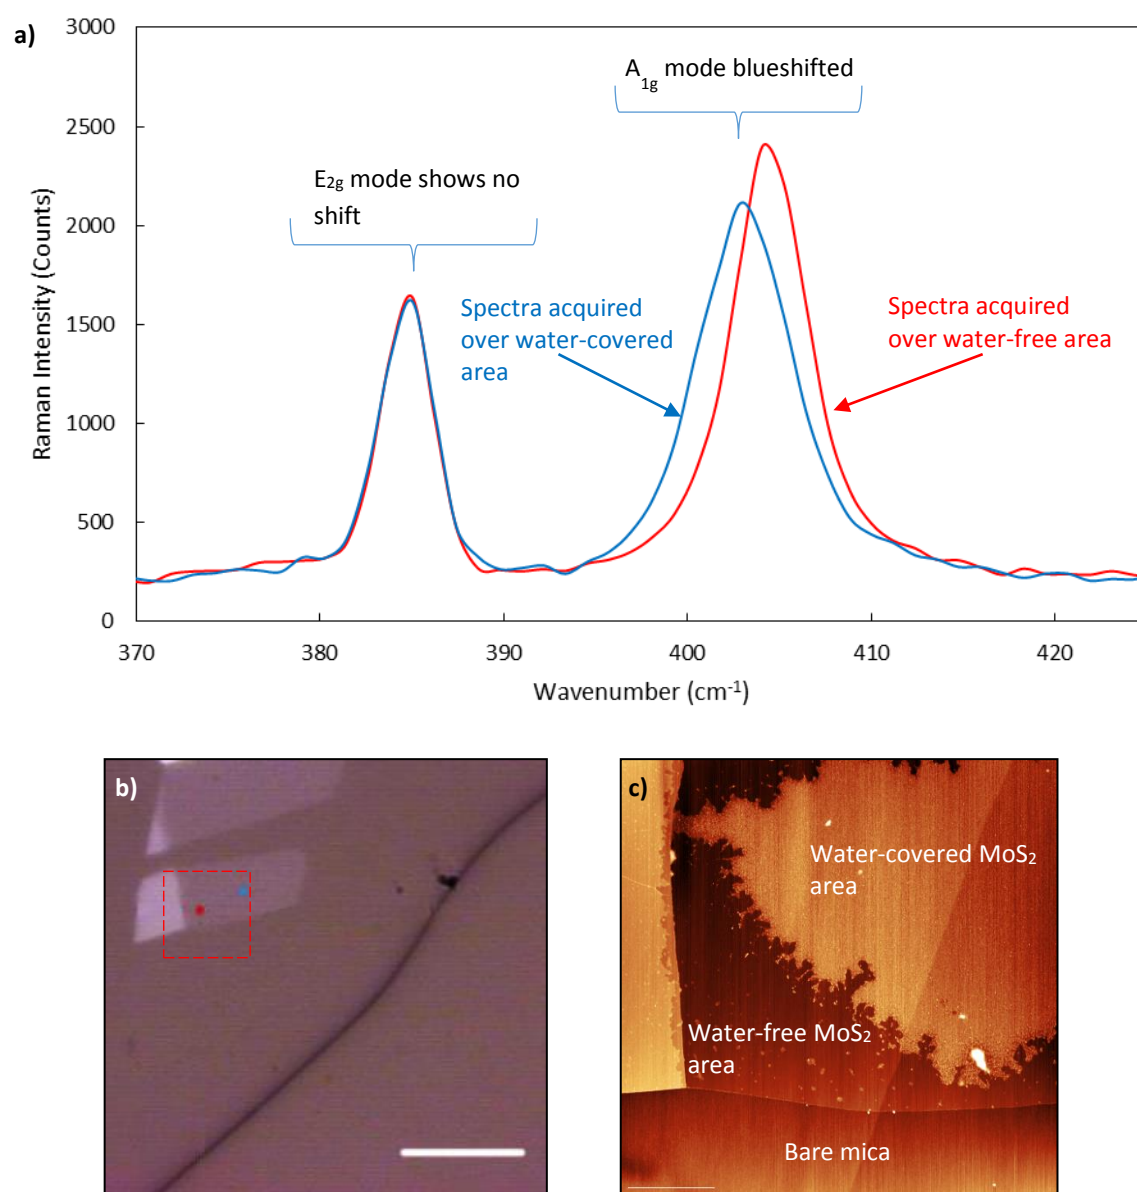 a)
3000
2500
2000
1500
1000
500
0
Raman Intensity (Counts)
A1g mode blueshifted
E2g mode shows no
shift
Spectra acquired
over water-covered
area
Spectra acquired
over water-free area
370
380
390
400
410
420
Wavenumber (cm-1)
b)
c)
Water-covered MoS2
area
Water-free MoS2
area
Bare mica